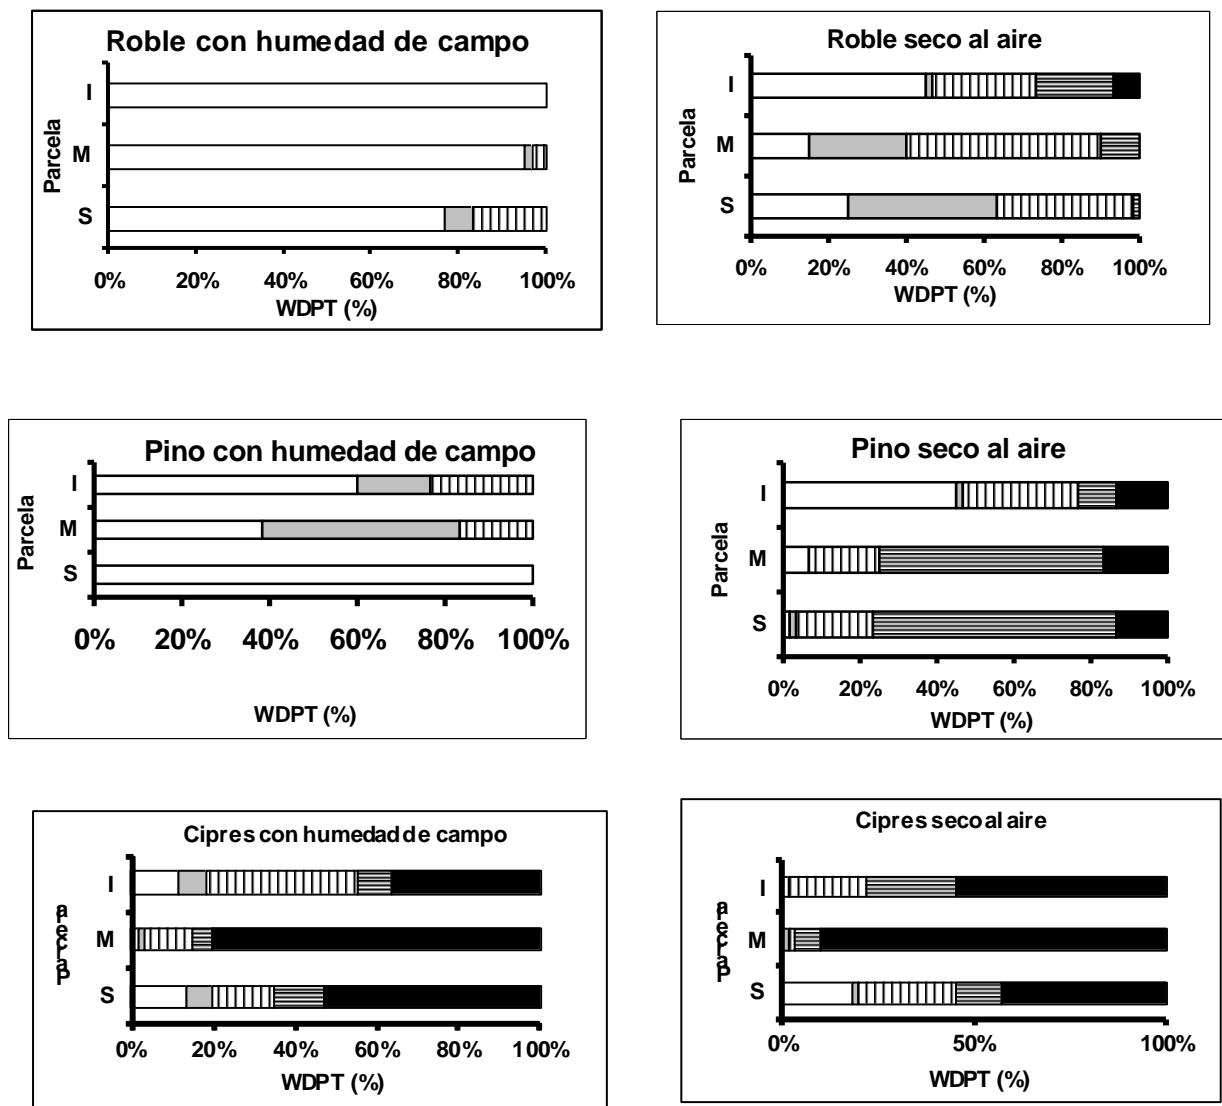 Roble con humedad de campo
Parcela
I
M
S
0% 20% 40% 60% 80% 100%
WDPT (%)
Roble seco al aire
Parcela
I
M
S
0% 20% 40% 60% 80% 100%
WDPT (%)
Pino con humedad de campo
Parcela
I
M
S
0% 20% 40% 60% 80% 100%
WDPT (%)
Pino seco al aire
Parcela
I
M
S
0% 20% 40% 60% 80% 100%
WDPT (%)
Cipres con humedad de campo
Parcela
I
M
S
0% 20% 40% 60% 80% 100%
WDPT (%)
Cipres seco al aire
Parcela
I
M
S
0% 50% 100%
WDPT (%)